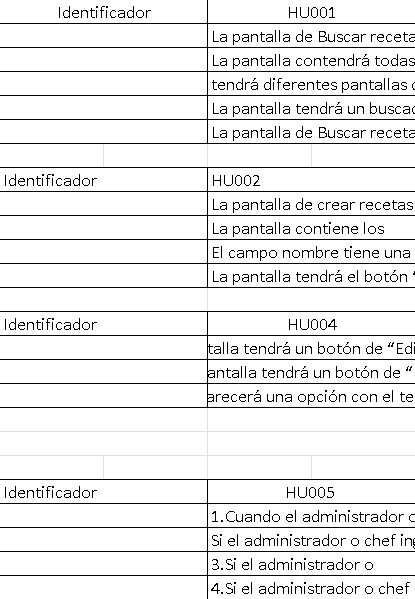 Identificador HU001
La pantalla de Buscar receta
La pantalla contendrá todas
tendrá diferentes pantallas
La pantalla tendrá un buscad
La pantalla de Buscar receta
Identificador HU002
La pantalla de crear recetas
La pantalla contiene los
El campo nombre tiene una
La pantalla tendrá el botón “
Identificador HU004
talla tendrá un botón de “Edi
antalla tendrá un botón de “
arecerá una opción con el te
Identificador HU005
1.Cuando el administrador o
Si el administrador o chef in
3.Si el administrador o
4.Si el administrador o chef